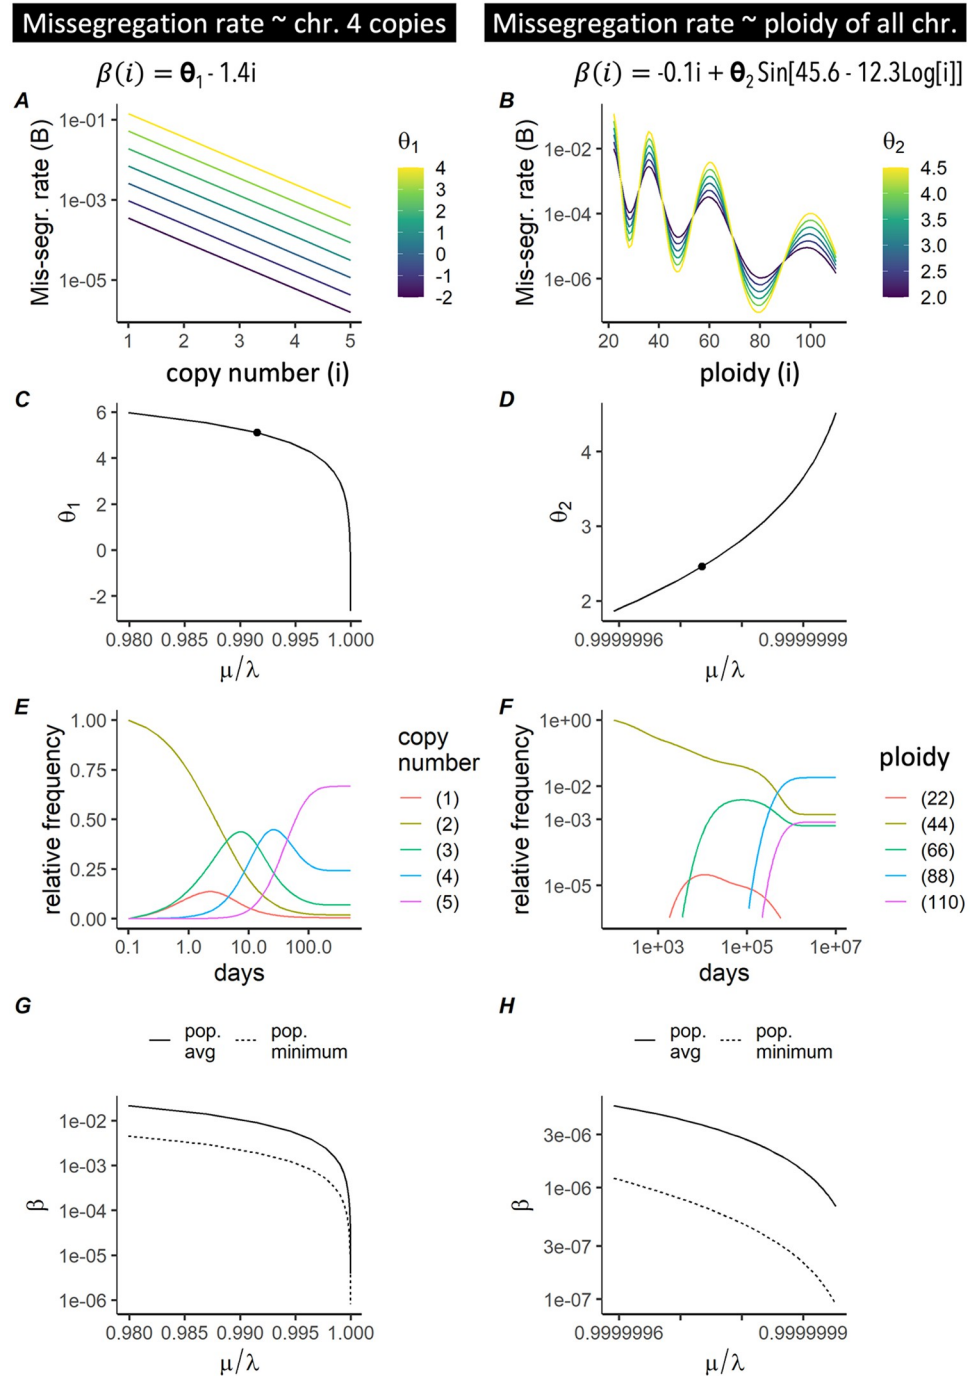 Missegregation rate ~ chr. 4 copies
Missegregation rate ~ ploidy of all chr.
β(i) = θ1 - 1.4i
β(i) = -0.1i + θ2 Sin[45.6 - 12.3Log[i]]
A
Mis-segr. rate (B)
1e-01
1e-03
1e-05
1 2 3 4 5
copy number (i)
θ1
4
3
2
1
0
-1
-2
B
Mis-segr. rate (B)
1e-02
1e-04
1e-06
20 40 60 80 100
ploidy (i)
θ2
4.5
4.0
3.5
3.0
2.5
2.0
C
θ1
6
4
2
0
-2
0.980 0.985 0.990 0.995 1.000
μ/λ
D
θ2
4
3
2
0.9999996 0.9999999
μ/λ
E
relative frequency
1.00
0.75
0.50
0.25
0.00
0.1 1.0 10.0 100.0
days
copy
number
(1)
(2)
(3)
(4)
(5)
F
relative frequency
1e+00
1e-02
1e-03
1e-05
1e+03 1e+05 1e+07
days
ploidy
(22)
(44)
(66)
(88)
(110)
G
pop. avg
pop. minimum
β
1e-02
1e-03
1e-04
1e-05
1e-06
0.980 0.985 0.990 0.995 1.000
μ/λ
H
pop. avg
pop. minimum
β
3e-06
1e-06
3e-07
1e-07
0.9999996 0.9999999
μ/λ